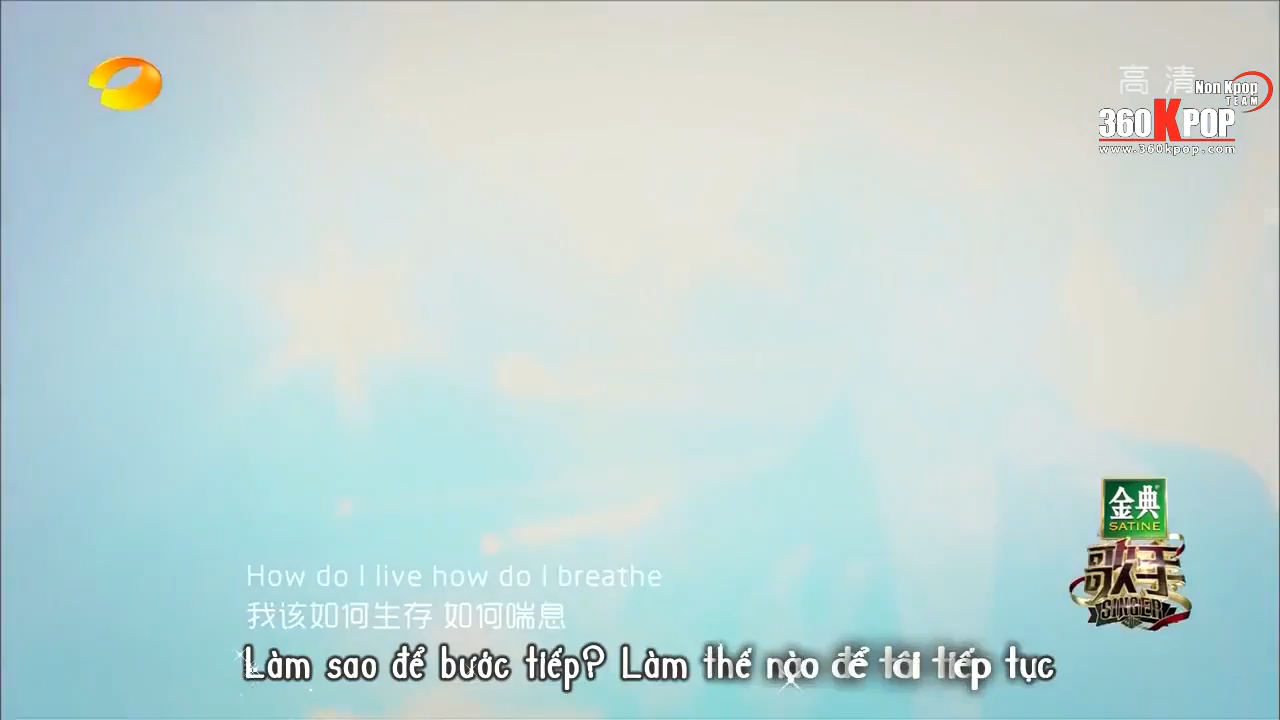 高清
Non Kpop
TEAM
360KPOP
www.360kpop.com
金典
SATINE
歌手
SINGER
How do I live how do I breathe
我该如何生存 如何喘息
Làm sao để bước tiếp? Làm thế nào để tôi tiếp tục